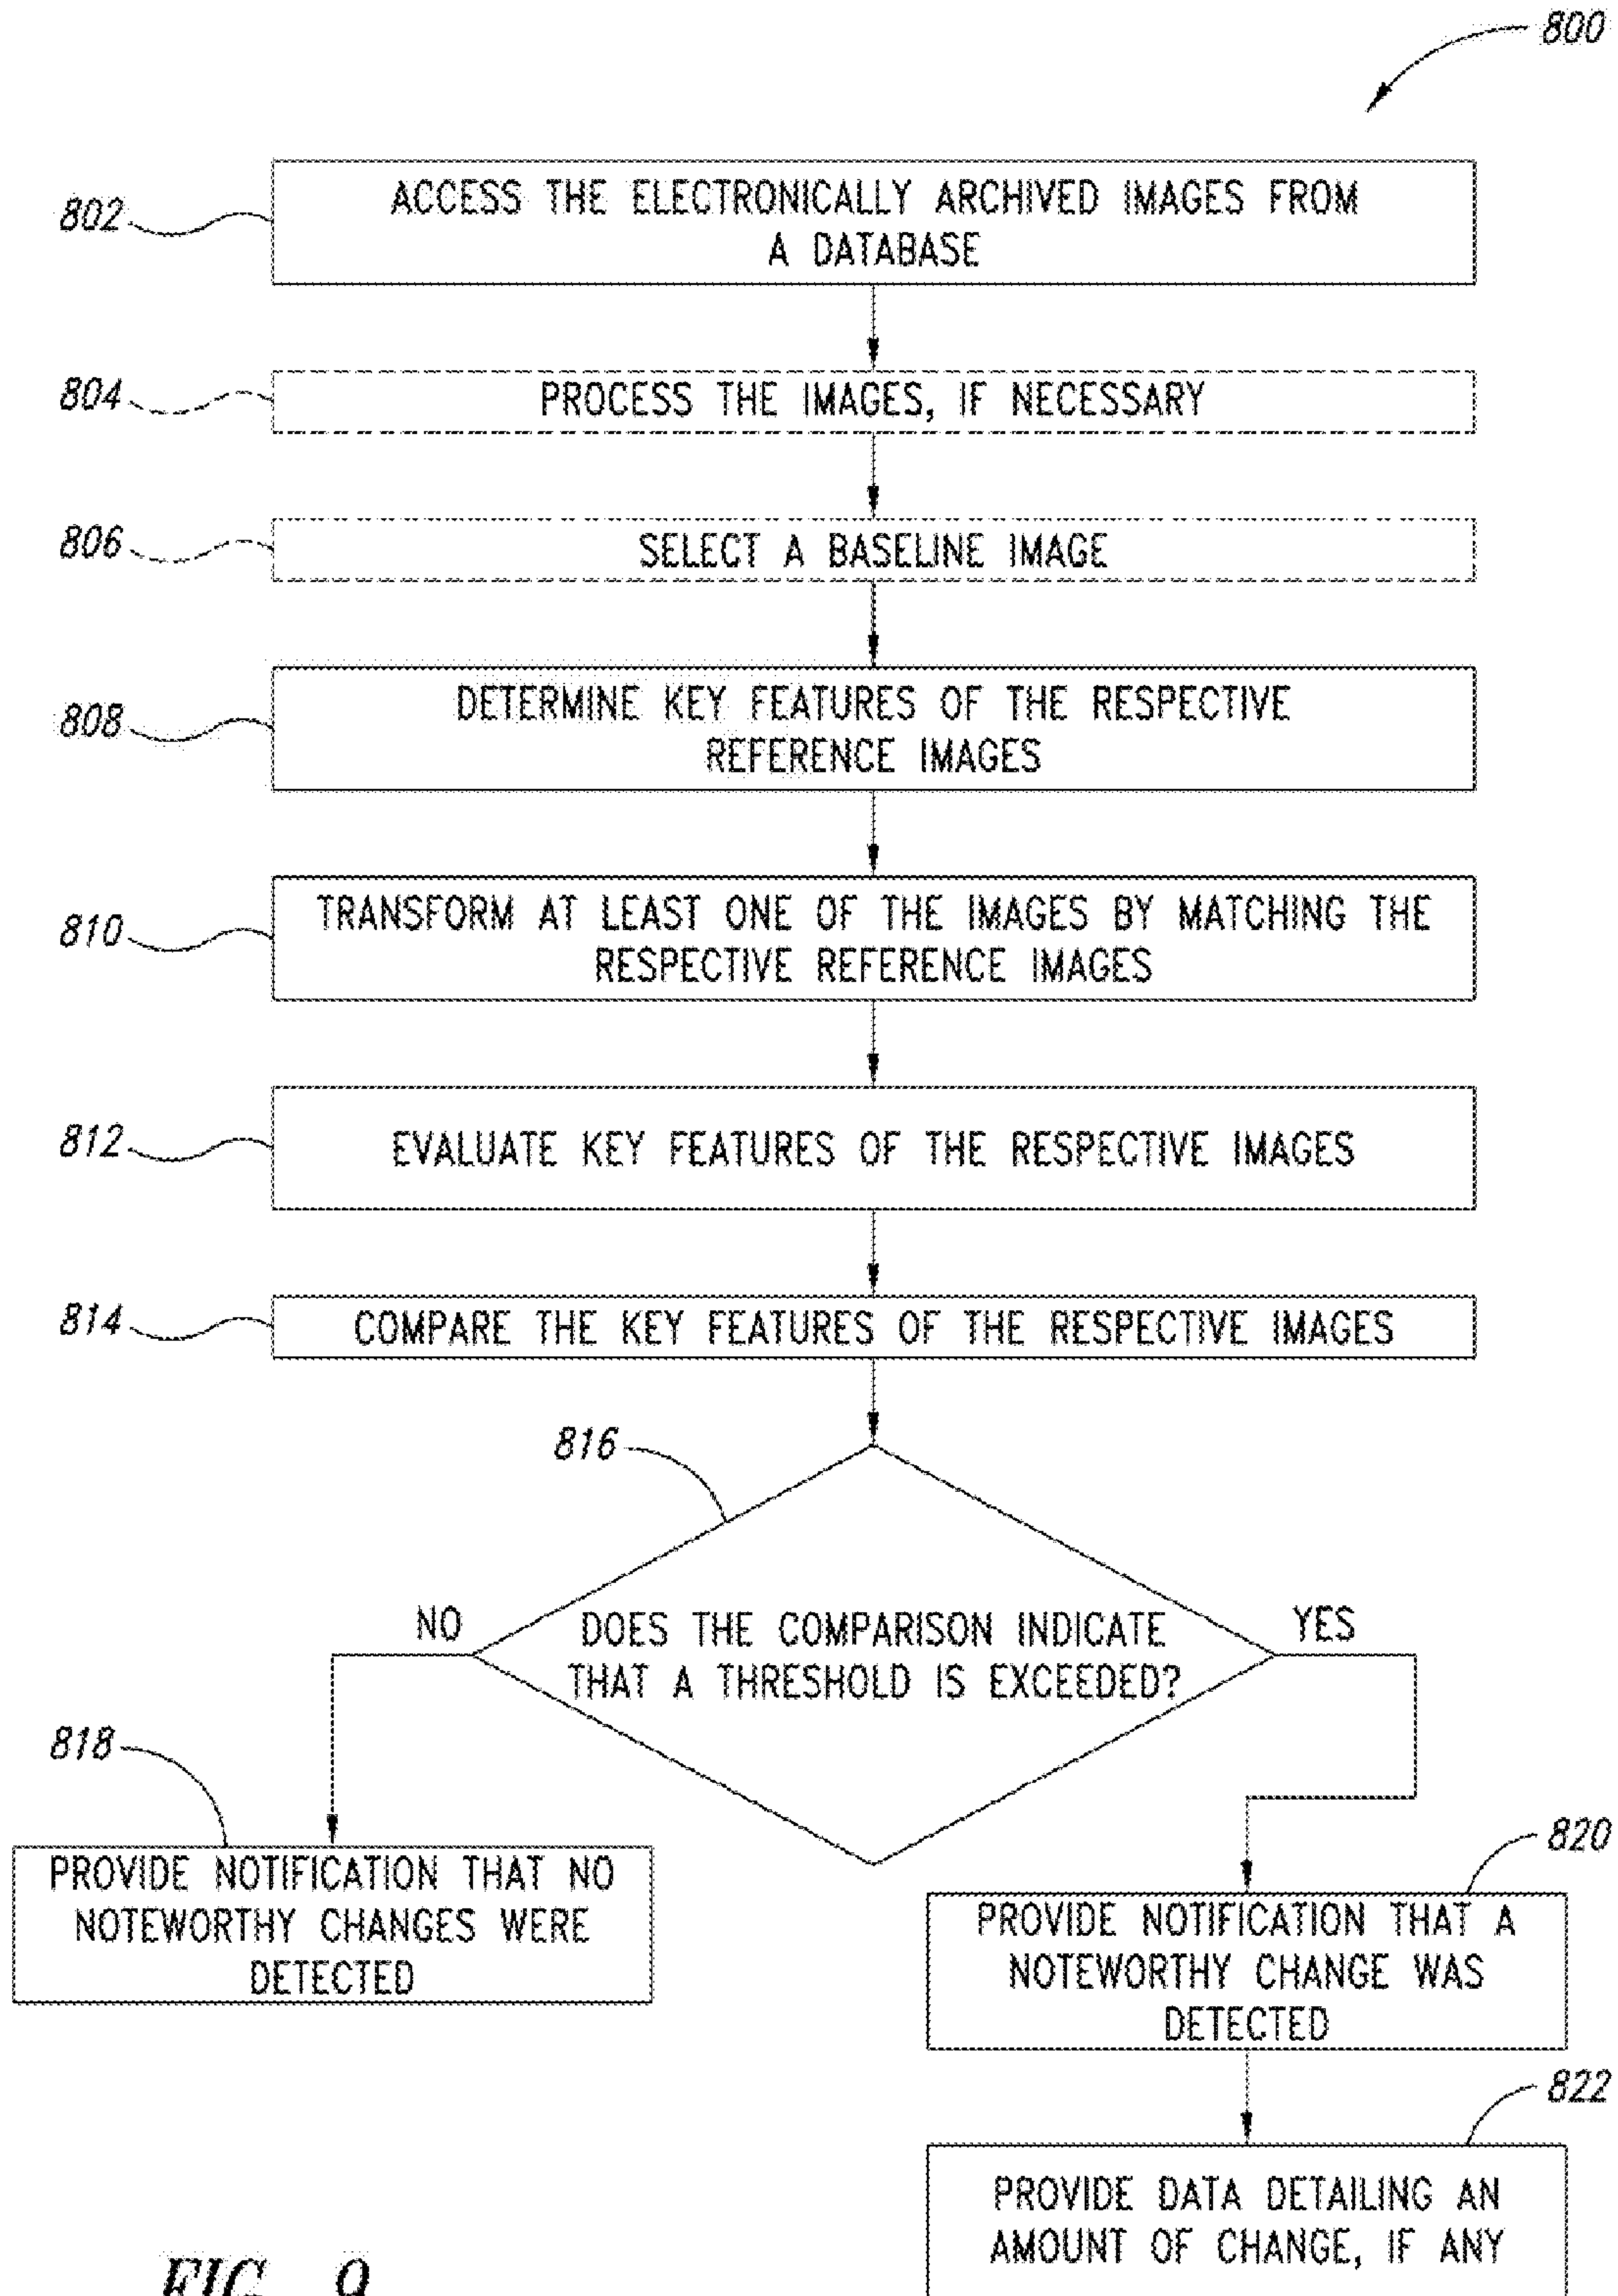 800
802
ACCESS THE ELECTRONICALLY ARCHIVED IMAGES FROM
A DATABASE
804
PROCESS THE IMAGES, IF NECESSARY
806
SELECT A BASELINE IMAGE
808
DETERMINE KEY FEATURES OF THE RESPECTIVE
REFERENCE IMAGES
810
TRANSFORM AT LEAST ONE OF THE IMAGES BY MATCHING THE
RESPECTIVE REFERENCE IMAGES
812
EVALUATE KEY FEATURES OF THE RESPECTIVE IMAGES
814
COMPARE THE KEY FEATURES OF THE RESPECTIVE IMAGES
816
DOES THE COMPARISON INDICATE
THAT A THRESHOLD IS EXCEEDED?
NO
YES
818
PROVIDE NOTIFICATION THAT NO
NOTEWORTHY CHANGES WERE
DETECTED
820
PROVIDE NOTIFICATION THAT A
NOTEWORTHY CHANGE WAS
DETECTED
822
PROVIDE DATA DETAILING AN
AMOUNT OF CHANGE, IF ANY
FIG. 9